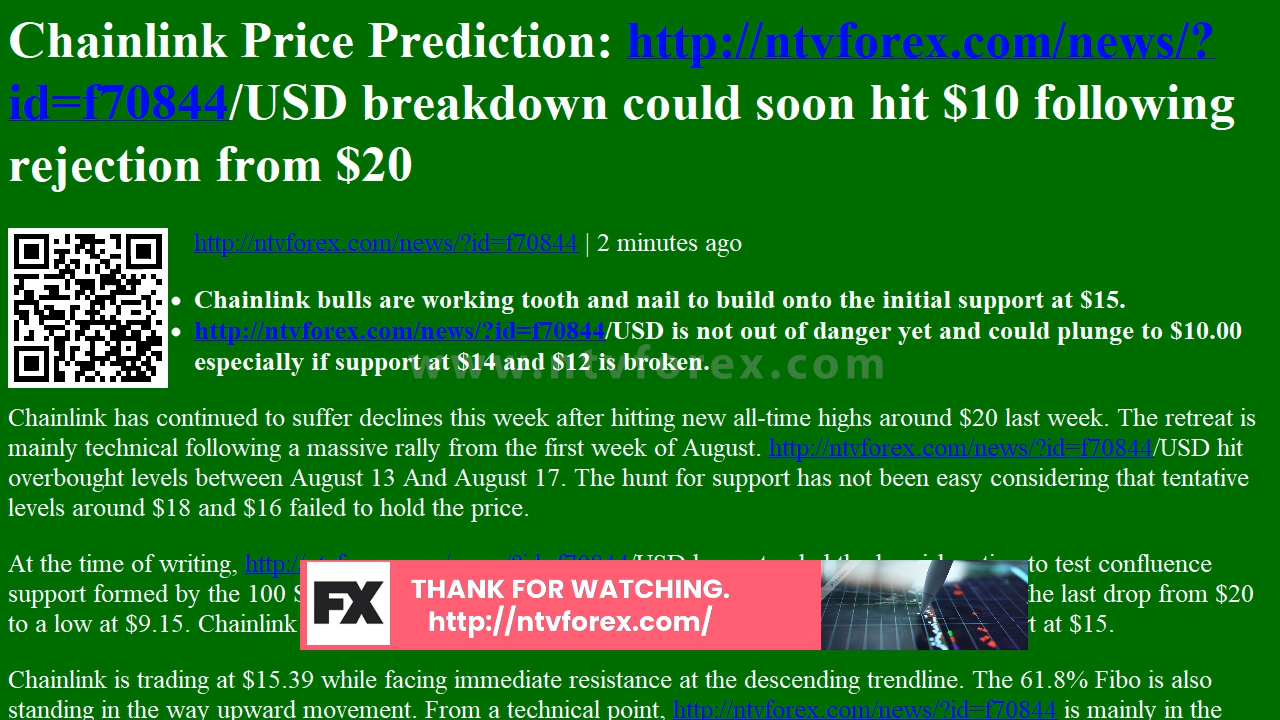 Chainlink Price Prediction: http://ntvforex.com/news/?
id=f70844/USD breakdown could soon hit $10 following
rejection from $20
http://ntvforex.com/news/?id=f70844 | 2 minutes ago
• Chainlink bulls are working tooth and nail to build onto the initial support at $15.
• http://ntvforex.com/news/?id=f70844/USD is not out of danger yet and could plunge to $10.00
especially if support at $14 and $12 is broken.
www.ntvforex.com
Chainlink has continued to suffer declines this week after hitting new all-time highs around $20 last week. The retreat is
mainly technical following a massive rally from the first week of August. http://ntvforex.com/news/?id=f70844/USD hit
overbought levels between August 13 And August 17. The hunt for support has not been easy considering that tentative
levels around $18 and $16 failed to hold the price.
At the time of writing, to test confluence
support formed by the 100 the last drop from $20
to a low at $9.15. Chainlink at $15.
FX
THANK FOR WATCHING.
http://ntvforex.com/
Chainlink is trading at $15.39 while facing immediate resistance at the descending trendline. The 61.8% Fibo is also
standing in the way upward movement. From a technical point, http://ntvforex.com/news/?id=f70844 is mainly in the